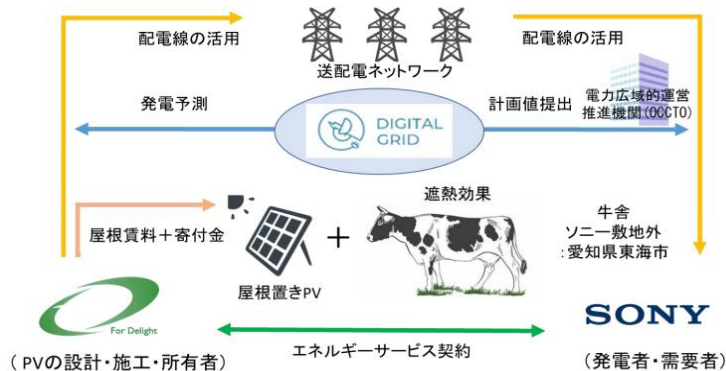 配電線の活用
配電線の活用
送配電ネットワーク
発電予測
計画値提出
電力広域的運営
推進機関(OCCTO)
DIGITAL
GRID
遮熱効果
屋根賃料+寄付金
+
牛舎
ソニー敷地外
:愛知県東海市
屋根置きPV
For Delight
SONY
エネルギーサービス契約
(PVの設計・施工・所有者)
(発電者・需要者)